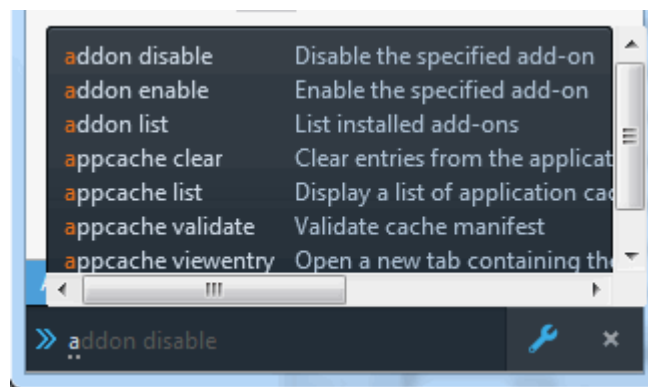 addon disable Disable the specified add-on
addon enable Enable the specified add-on
addon list List installed add-ons
appcache clear Clear entries from the applicat
appcache list Display a list of application cac
appcache validate Validate cache manifest
appcache viewentry Open a new tab containing the
addon disable